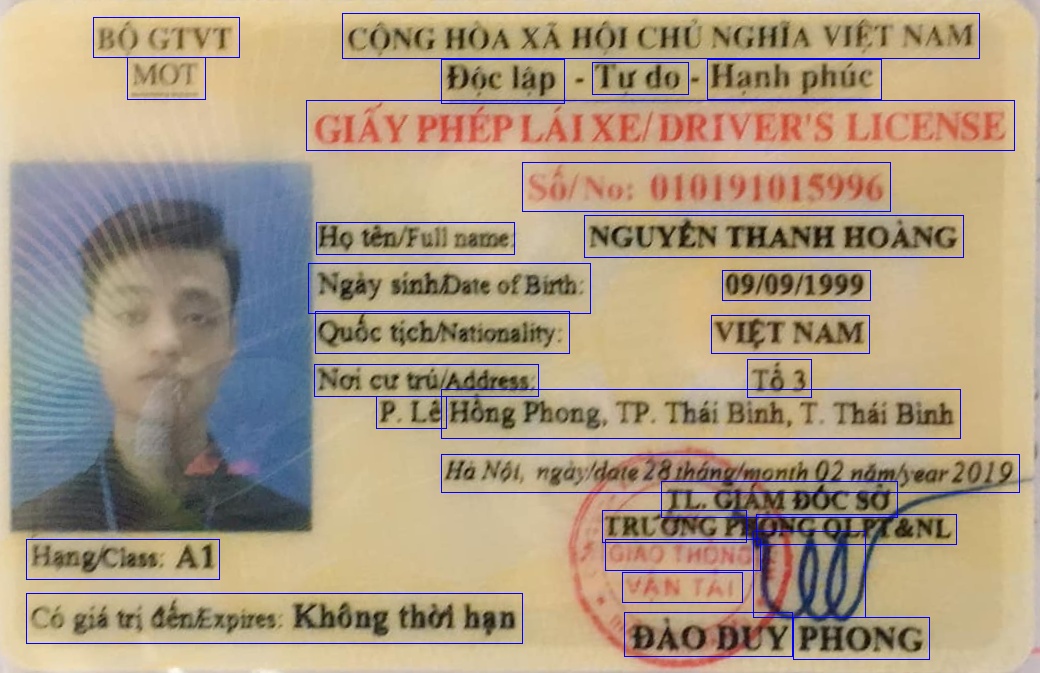 BỘ GTVT
MOT
CỘNG HÒA XÃ HỘI CHỦ NGHĨA VIỆT NAM
Độc lập - Tự do - Hạnh phúc
GIẤY PHÉP LÁI XE/DRIVER'S LICENSE
Số/No: 010191015996
Họ tên/Full name: NGUYỄN THANH HOÀNG
Ngày sinh/Date of Birth: 09/09/1999
Quốc tịch/Nationality: VIỆT NAM
Nơi cư trú/Address: Tổ 3
P. Lê Hồng Phong, TP. Thái Bình, T. Thái Bình
Hà Nội, ngày/date 28 tháng/month 02 năm/year 2019
TL. GIÁM ĐỐC SỞ
TRƯỞNG PHÒNG QLPT&NL
GIAO THÔNG
VẬN TẢI
ĐÀO DUY PHONG
Hạng/Class: A1
Có giá trị đến/Expires: Không thời hạn